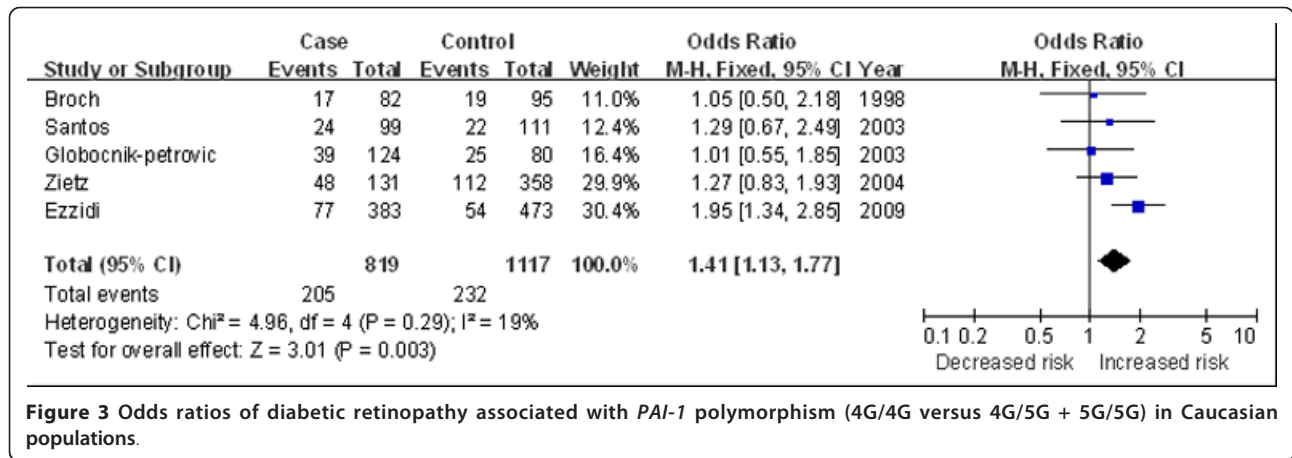 Case Control Odds Ratio Odds Ratio
Study or Subgroup Events Total Events Total Weight M-H, Fixed, 95% CI Year M-H, Fixed, 95% CI
Broch 17 82 19 95 11.0% 1.05 [0.50, 2.18] 1998
Santos 24 99 22 111 12.4% 1.29 [0.67, 2.49] 2003
Globocnik-petrovic 39 124 25 80 16.4% 1.01 [0.55, 1.85] 2003
Zietz 48 131 112 358 29.9% 1.27 [0.83, 1.93] 2004
Ezzidi 77 383 54 473 30.4% 1.95 [1.34, 2.85] 2009
Total (95% CI) 819 1117 100.0% 1.41 [1.13, 1.77]
Total events 205 232
Heterogeneity: Chi² = 4.96, df = 4 (P = 0.29); I² = 19%
Test for overall effect: Z = 3.01 (P = 0.003)
0.1 0.2 0.5 1 2 5 10
Decreased risk Increased risk
Figure 3 Odds ratios of diabetic retinopathy associated with PAI-1 polymorphism (4G/4G versus 4G/5G + 5G/5G) in Caucasian
populations.